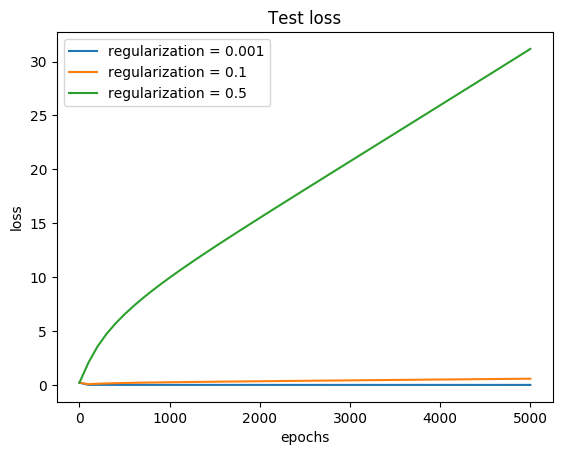 Test loss
regularization = 0.001
regularization = 0.1
regularization = 0.5
30
25
20
15
10
5
0
loss
0 1000 2000 3000 4000 5000
epochs